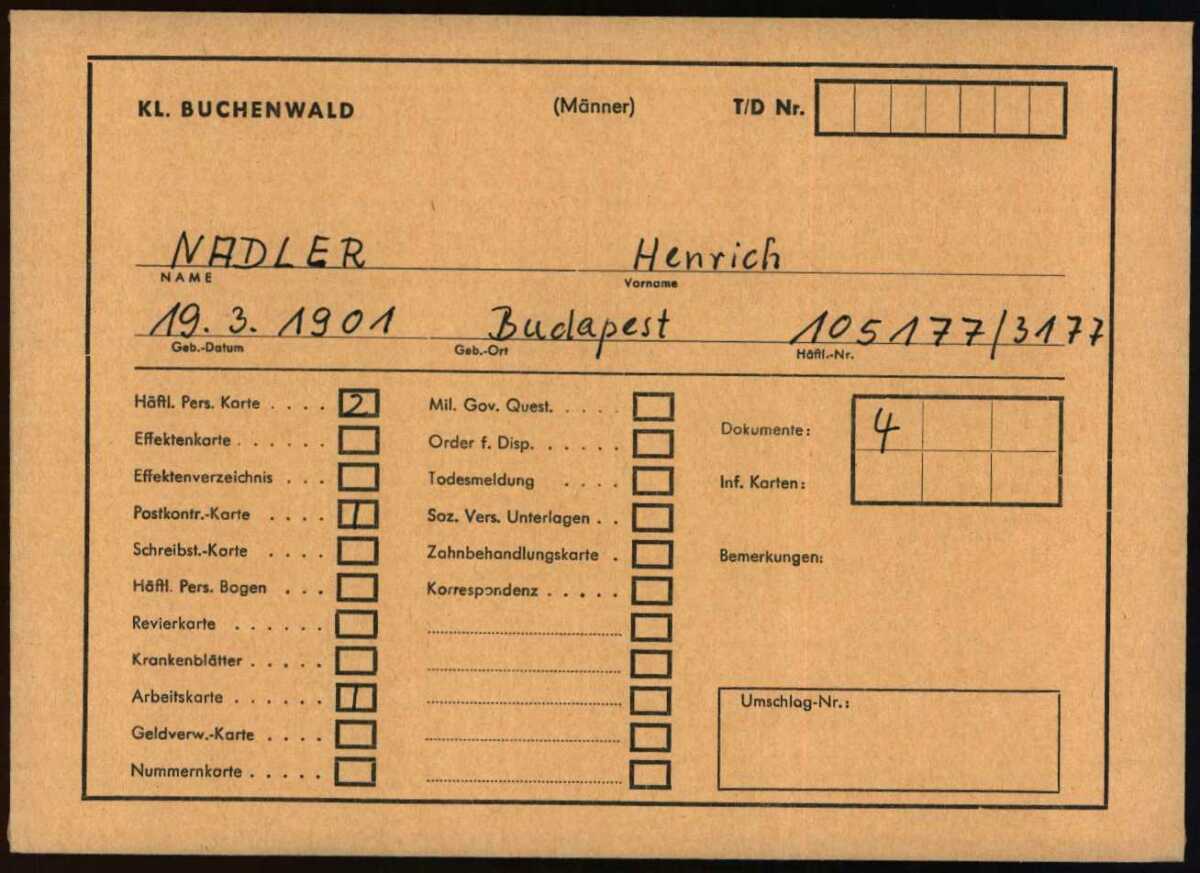 KL. BUCHENWALD (Männer) T/D Nr.
NADLER Henrich
NAME Vorname
19. 3. 1901 Budapest 105177/3177
Geb.-Datum Geb.-Ort Häftl.-Nr.
Häftl. Pers. Karte . . . . 2
Effektenkarte . . . . . .
Effektenverzeichnis . . .
Postkontr.-Karte . . . . 1
Schreibst.-Karte . . . .
Häftl. Pers. Bogen . . .
Revierkarte . . . . . .
Krankenblätter . . . . .
Arbeitskarte . . . . . . 1
Geldverw.-Karte . . . .
Nummernkarte . . . . .
Mil. Gov. Quest. . . . . .
Order f. Disp. . . . . . .
Todesmeldung . . . .
Soz. Vers. Unterlagen . .
Zahnbehandlungskarte .
Korrespondenz . . . . .
Dokumente: 4
Inf. Karten:
Bemerkungen:
Umschlag-Nr.: